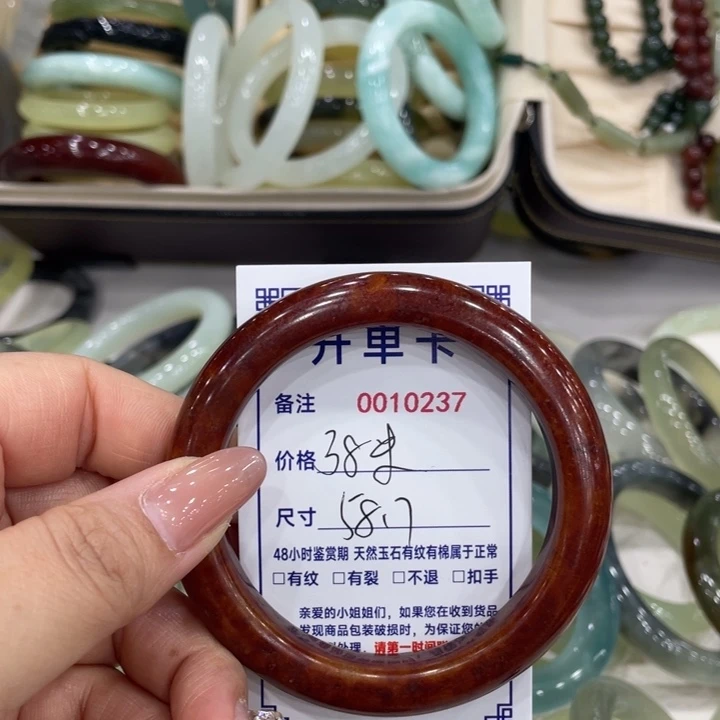 开单卡
备注 0010237
价格 38
尺寸 58.7
48小时鉴赏期 天然玉石有纹有棉属于正常
□有纹 □有裂 □不退 □扣手
亲爱的小姐姐们,如果您在收到货品
发现商品包装破损时,为保证您的
处理,请第一时间